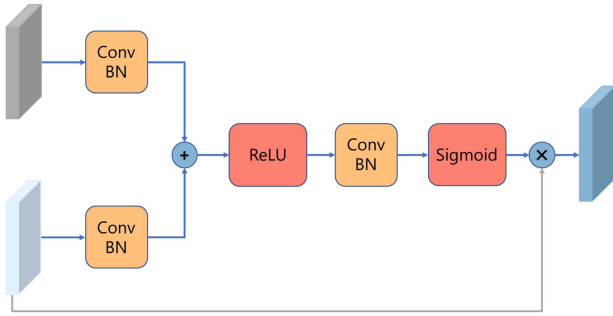 Conv
BN
+
ReLU
Conv
BN
Sigmoid
×
Conv
BN